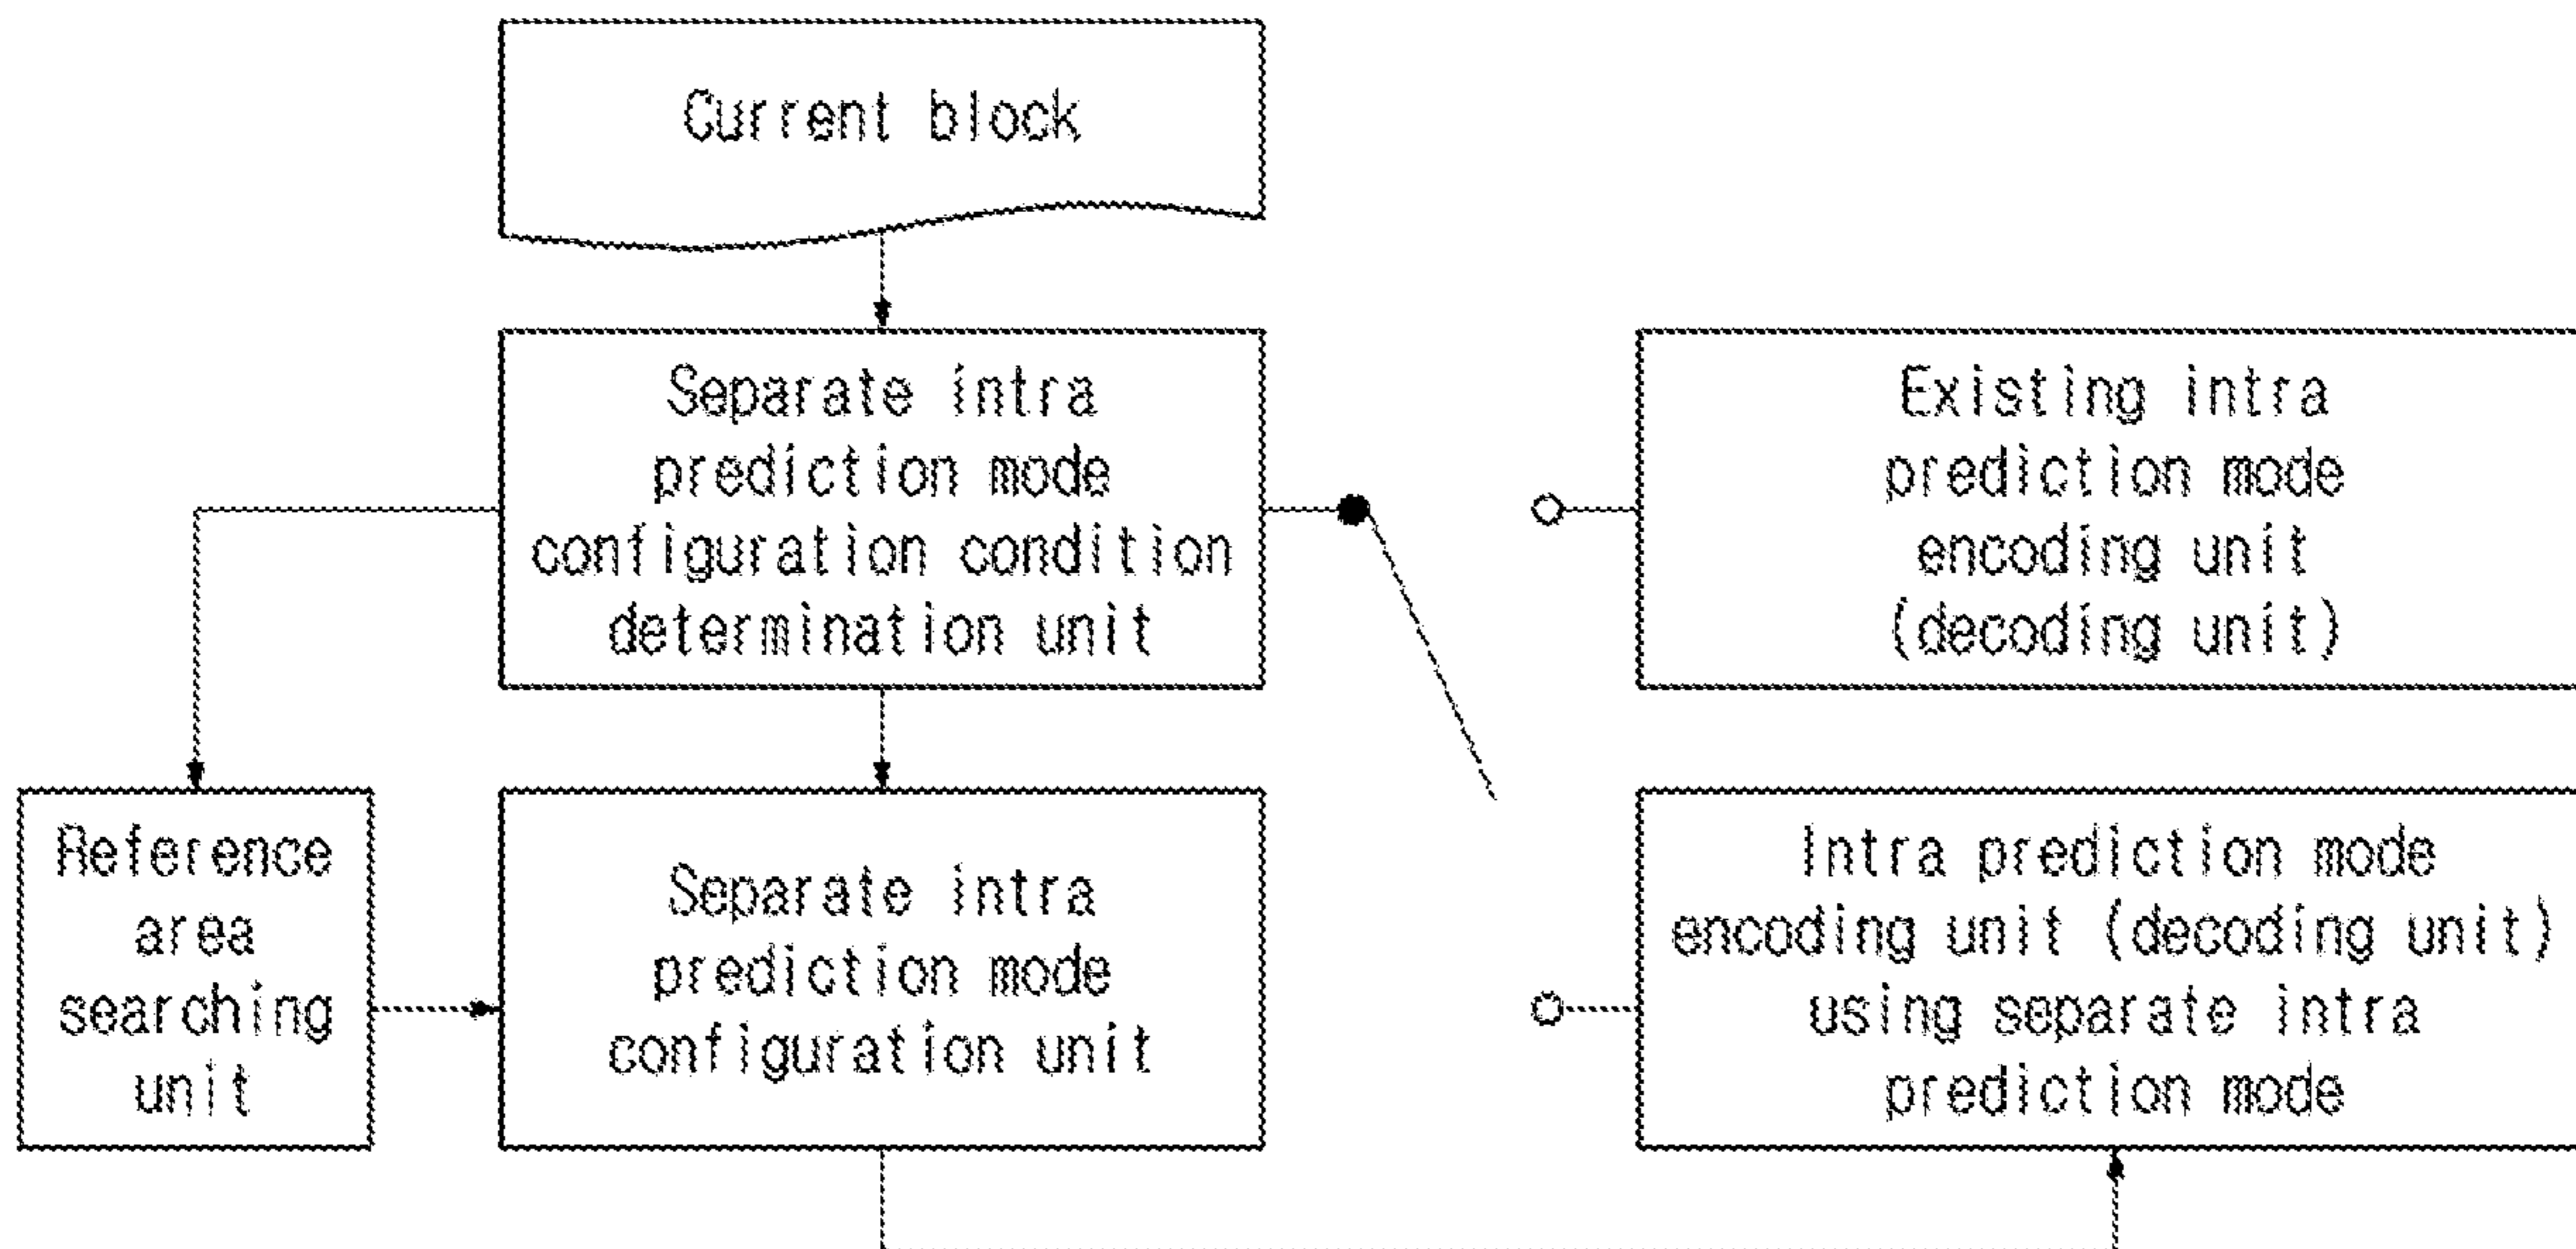 Current block
Separate intra
prediction mode
configuration condition
determination unit
Existing intra
prediction mode
encoding unit
(decoding unit)
Reference
area
searching
unit
Separate intra
prediction mode
configuration unit
Intra prediction mode
encoding unit (decoding unit)
using separate intra
prediction mode